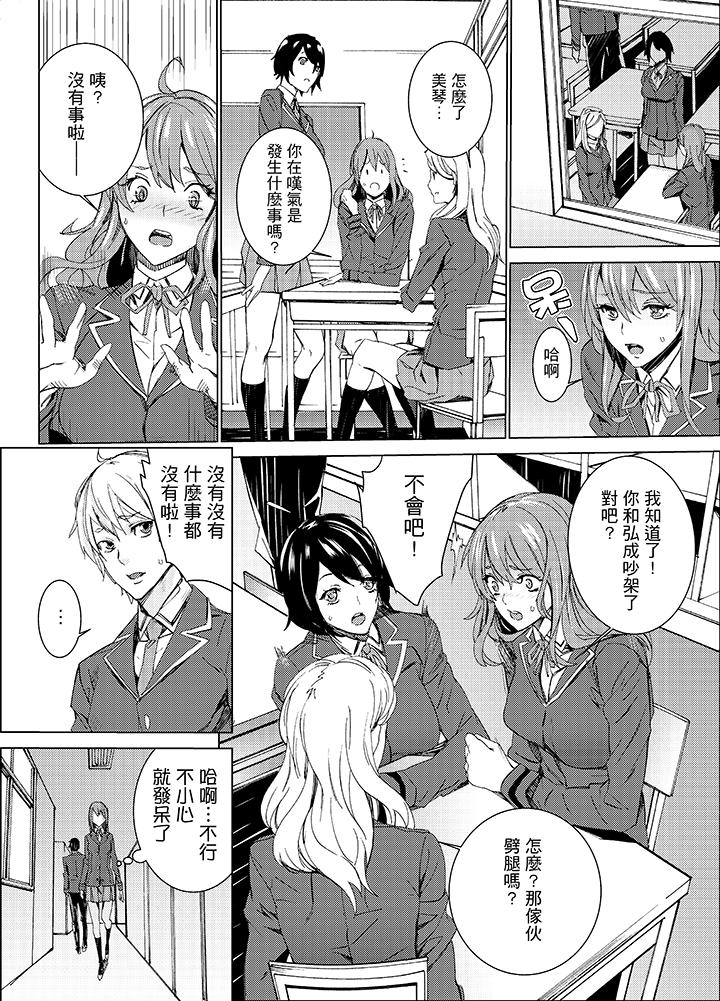 呆
哈啊
怎麼了
美琴…
你在嘆氣是
發生什麼事嗎？
咦？
沒有事啦──
我知道了！
你和弘成吵架了
對吧？
不會吧！
怎麼？那傢伙
劈腿嗎？
沒有沒有
什麼事都
沒有啦！
…
哈啊…不行
不小心
就發呆了